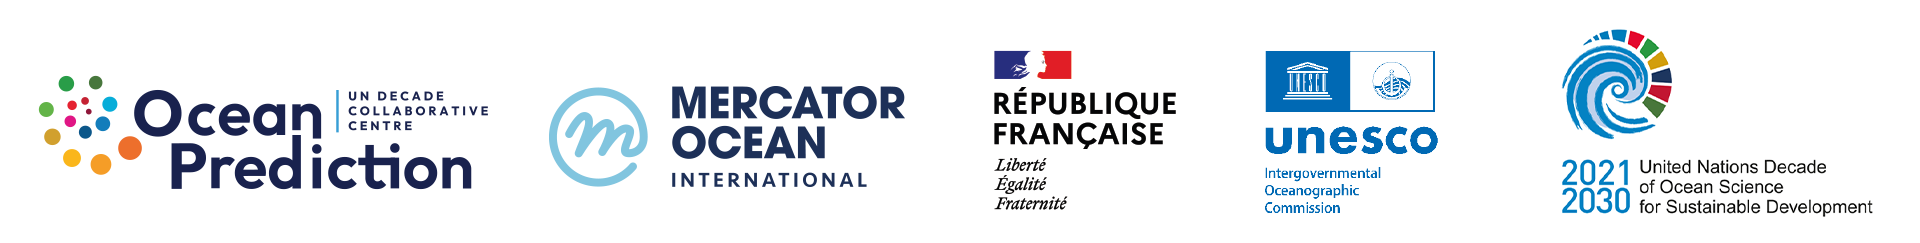 Ocean
Prediction
UN DECADE
COLLABORATIVE
CENTRE
MERCATOR
OCEAN
INTERNATIONAL
RÉPUBLIQUE
FRANÇAISE
Liberté
Égalité
Fraternité
UNESCO
unesco
Intergovernmental
Oceanographic
Commission
2021
2030
United Nations Decade
of Ocean Science
for Sustainable Development